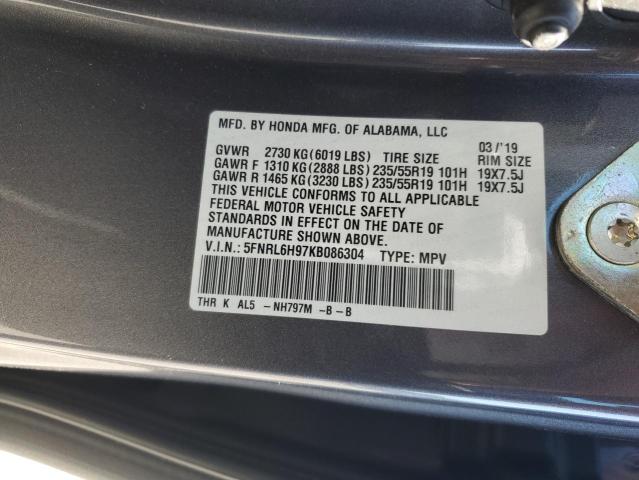 MFD. BY HONDA MFG. OF ALABAMA, LLC 03/'19
GVWR 2730 KG(6019 LBS) TIRE SIZE RIM SIZE
GAWR F 1310 KG(2888 LBS)235/55R19 101H 19X7.5J
GAWR R 1465 KG(3230 LBS)235/55R19 101H 19X7.5J
THIS VEHICLE CONFORMS TO ALL APPLICABLE
FEDERAL MOTOR VEHICLE SAFETY
STANDARDS IN EFFECT ON THE DATE OF
MANUFACTURE SHOWN ABOVE.
V.I.N.: 5FNRL6H97KB086304 TYPE: MPV
THR K AL5 -NH797M -B-B